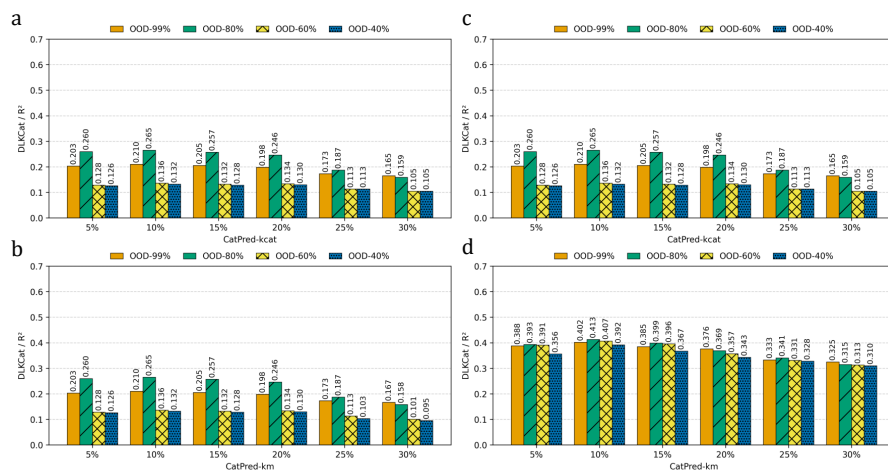 a
OOD-99% OOD-80% OOD-60% OOD-40%
0.7
0.6
0.5
0.4
0.3
0.2
0.1
0.0
DLKCat / R²
0.203 0.260 0.128 0.126 0.210 0.265 0.136 0.132 0.205 0.257 0.132 0.128 0.198 0.246 0.134 0.130 0.173 0.187 0.113 0.113 0.165 0.159 0.105 0.105
5% 10% 15% 20% 25% 30%
CatPred-kcat
b
OOD-99% OOD-80% OOD-60% OOD-40%
0.7
0.6
0.5
0.4
0.3
0.2
0.1
0.0
DLKCat / R²
0.203 0.260 0.128 0.126 0.210 0.265 0.136 0.132 0.205 0.257 0.132 0.128 0.198 0.246 0.134 0.130 0.173 0.187 0.113 0.103 0.167 0.158 0.101 0.095
5% 10% 15% 20% 25% 30%
CatPred-km
c
OOD-99% OOD-80% OOD-60% OOD-40%
0.7
0.6
0.5
0.4
0.3
0.2
0.1
0.0
DLKCat / R²
0.203 0.260 0.128 0.126 0.210 0.265 0.136 0.132 0.205 0.257 0.132 0.128 0.198 0.246 0.134 0.130 0.173 0.187 0.113 0.113 0.165 0.159 0.105 0.105
5% 10% 15% 20% 25% 30%
CatPred-kcat
d
OOD-99% OOD-80% OOD-60% OOD-40%
0.7
0.6
0.5
0.4
0.3
0.2
0.1
0.0
DLKCat / R²
0.388 0.393 0.391 0.356 0.402 0.413 0.407 0.392 0.385 0.399 0.396 0.367 0.376 0.369 0.357 0.343 0.333 0.341 0.331 0.328 0.325 0.315 0.313 0.310
5% 10% 15% 20% 25% 30%
CatPred-km